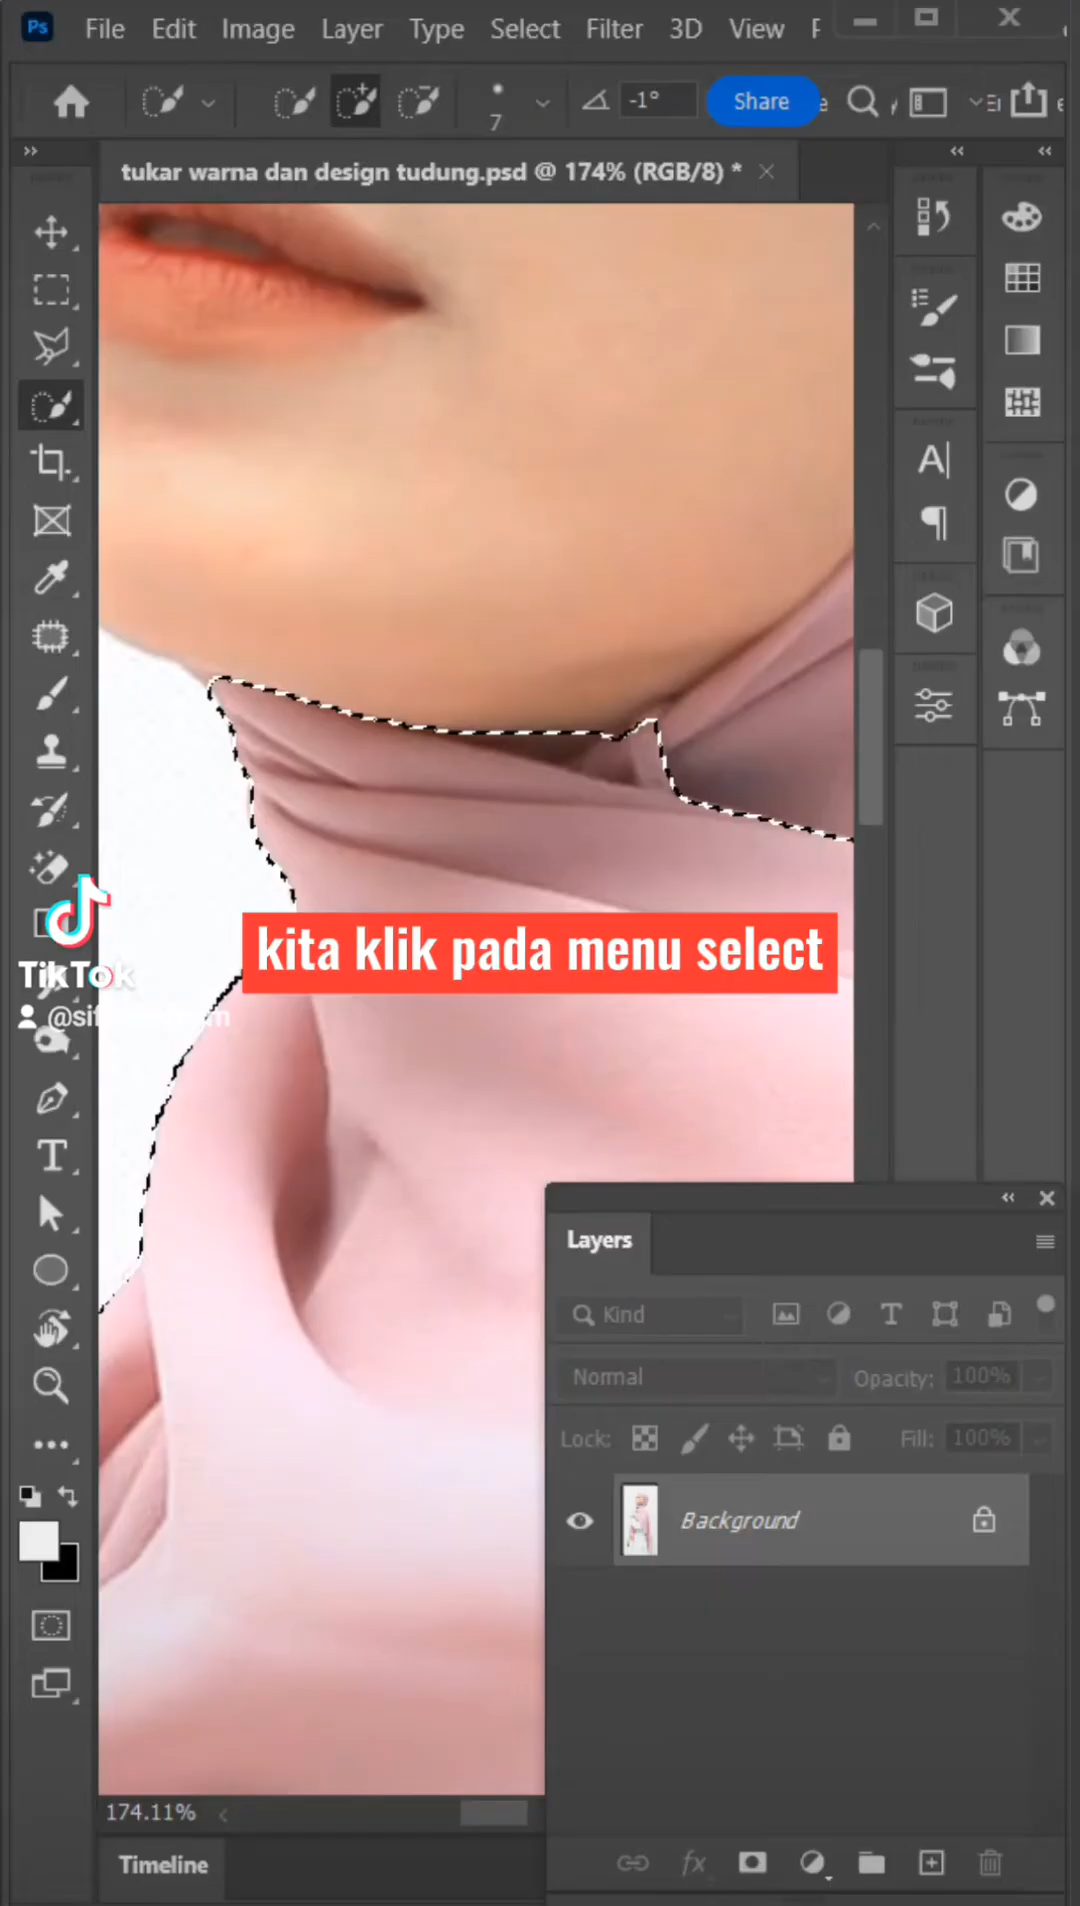 Ps File Edit Image Layer Type Select Filter 3D View
7 -1° Share
tukar warna dan design tudung.psd @ 174% (RGB/8) *
kita klik pada menu select
TikTok
Layers
Kind
Normal Opacity: 100%
Lock: Fill: 100%
Background
174.11%
Timeline